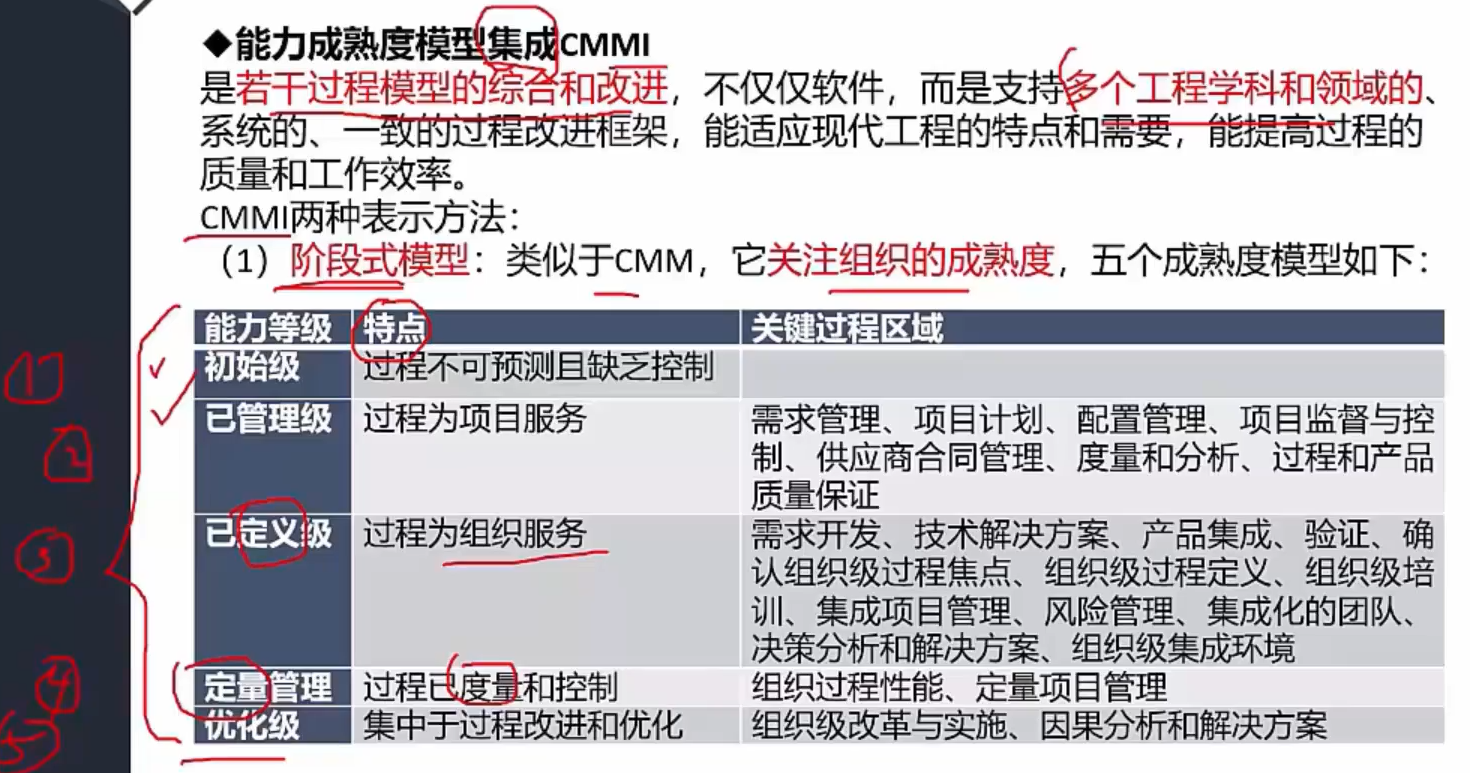 ◆能力成熟度模型集成CMMI
是若干过程模型的综合和改进，不仅仅软件，而是支持多个工程学科和领域的、
系统的、一致的过程改进框架，能适应现代工程的特点和需要，能提高过程的
质量和工作效率。
CMMI两种表示方法：
（1）阶段式模型：类似于CMM，它关注组织的成熟度，五个成熟度模型如下：
能力等级 特点 关键过程区域
初始级 过程不可预测且缺乏控制
已管理级 过程为项目服务 需求管理、项目计划、配置管理、项目监督与控
制、供应商合同管理、度量和分析、过程和产品
质量保证
已定义级 过程为组织服务 需求开发、技术解决方案、产品集成、验证、确
认组织级过程焦点、组织级过程定义、组织级培
训、集成项目管理、风险管理、集成化的团队、
决策分析和解决方案、组织级集成环境
定量管理 过程已度量和控制 组织过程性能、定量项目管理
优化级 集中于过程改进和优化 组织级改革与实施、因果分析和解决方案
1
2
3
4
5